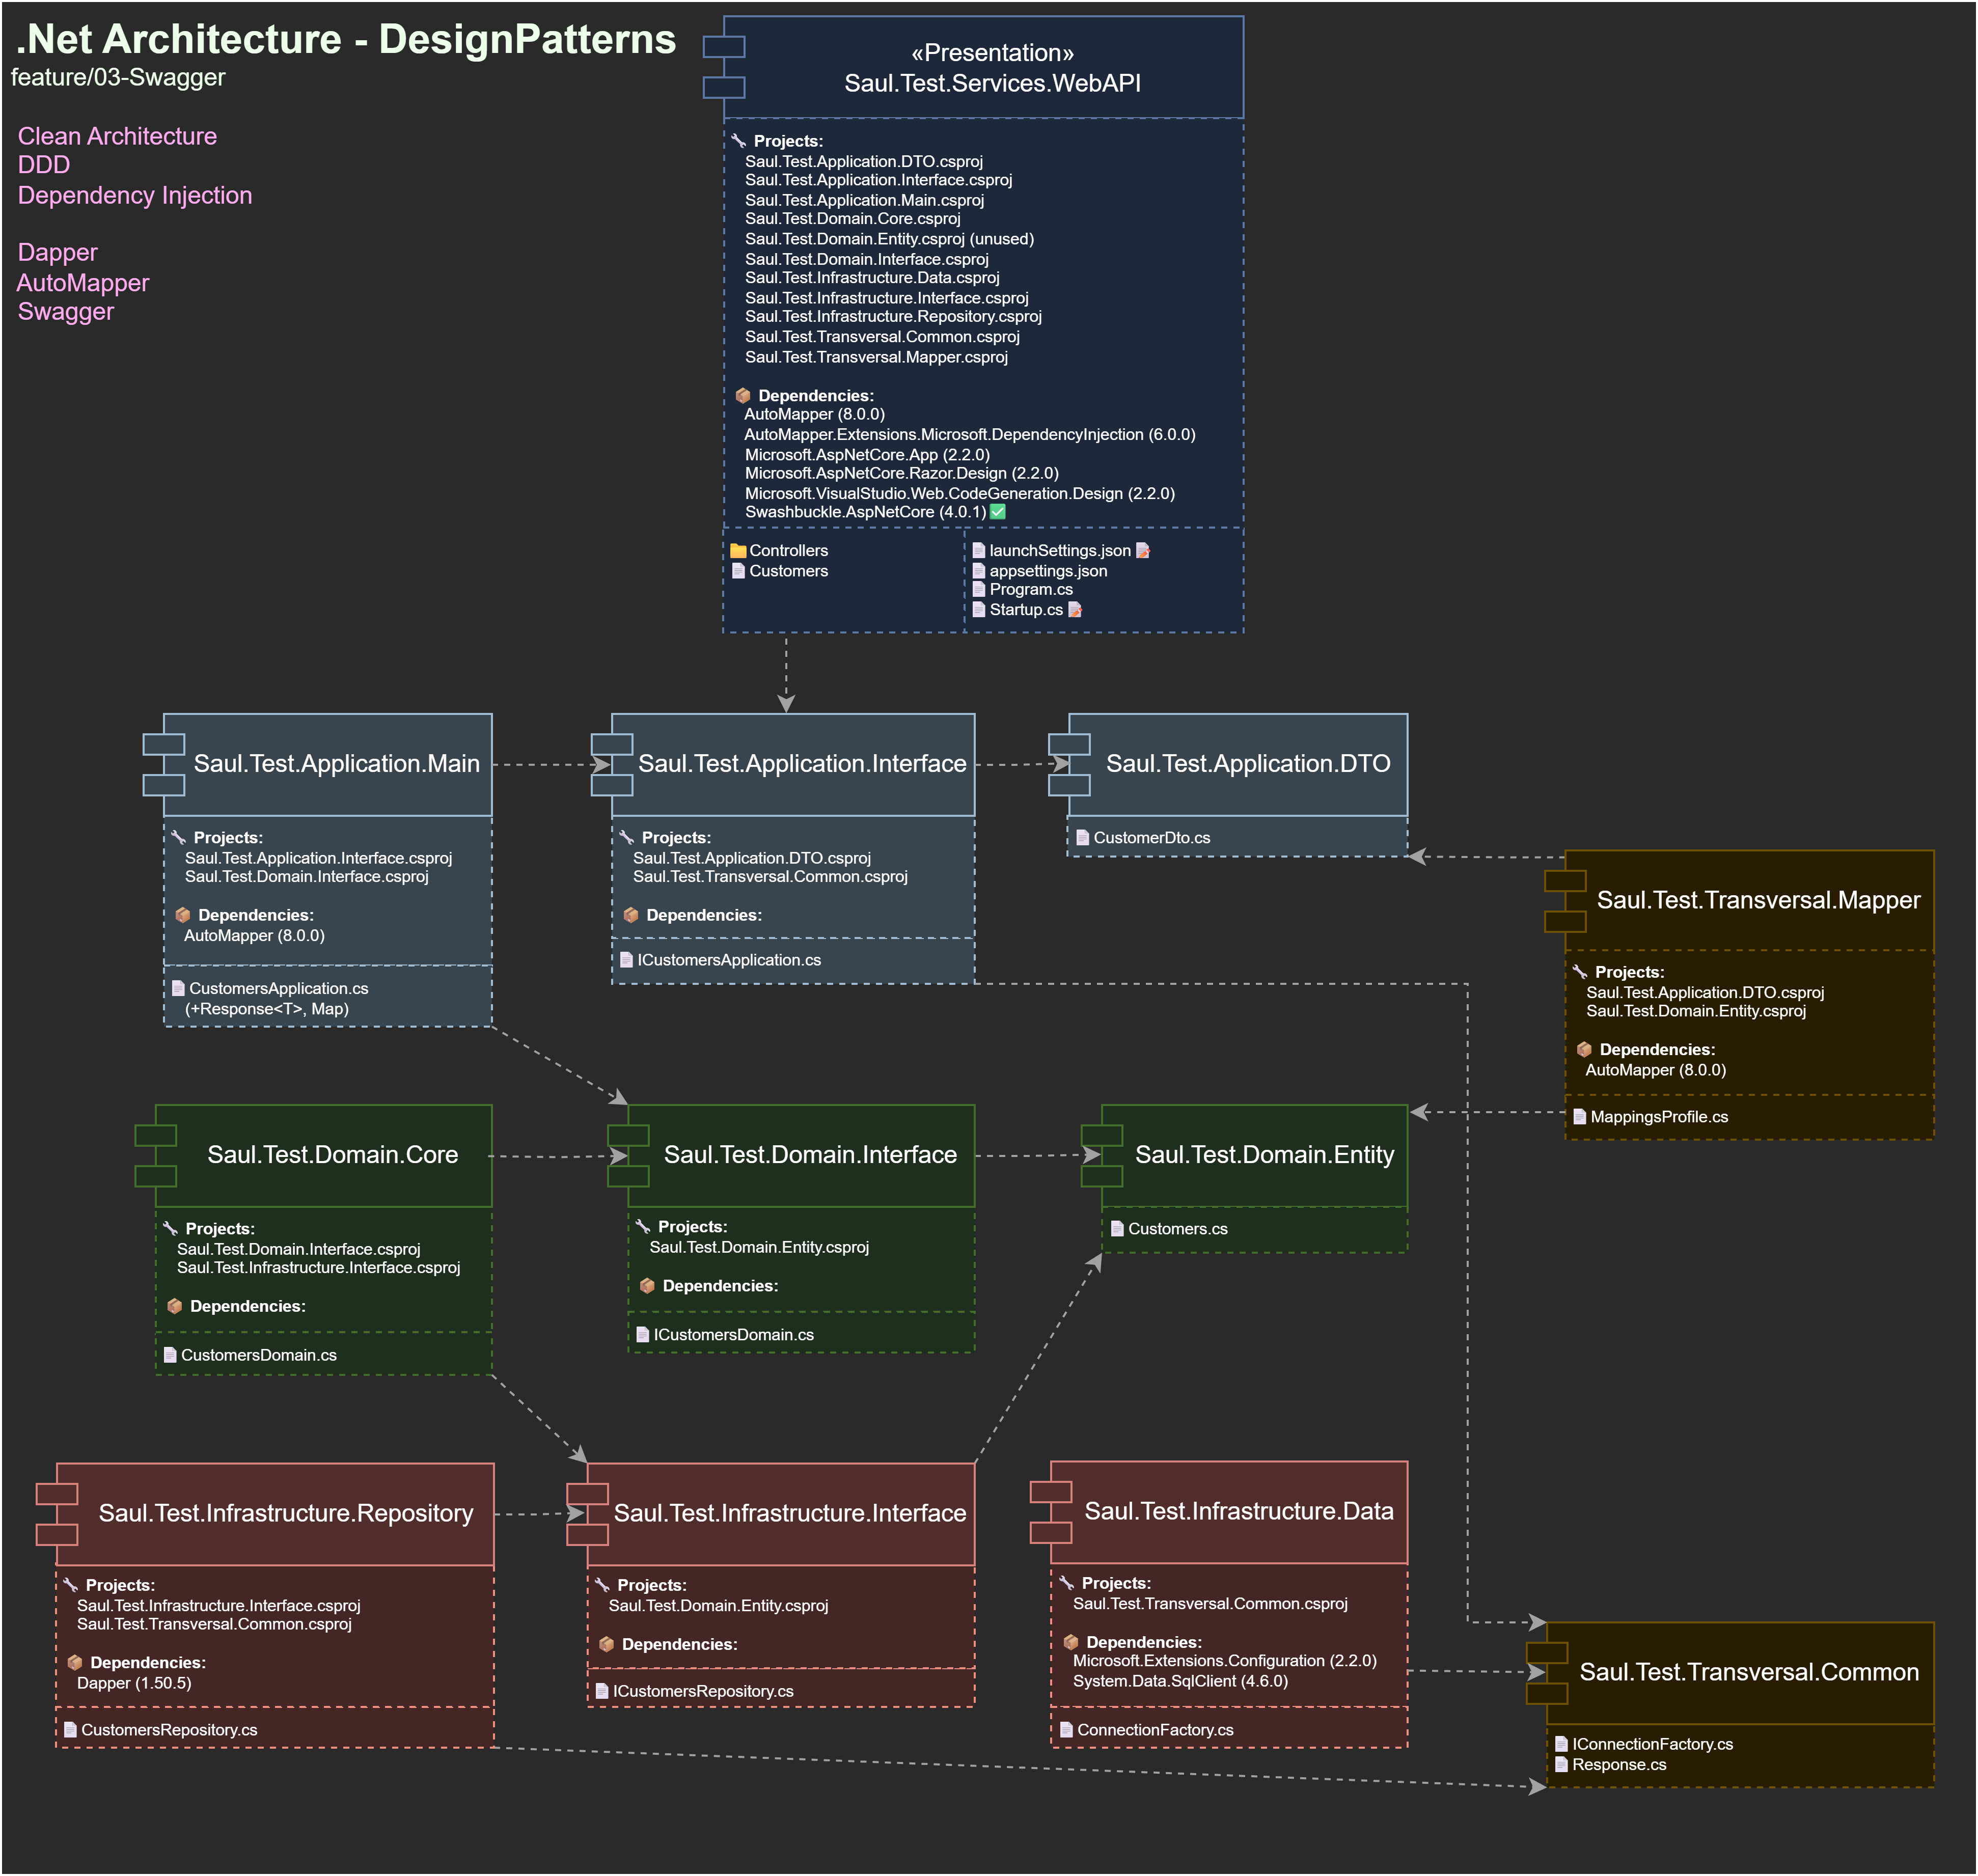 .Net Architecture - DesignPatterns
feature/03-Swagger
Clean Architecture
DDD
Dependency Injection
Dapper
AutoMapper
Swagger
«Presentation»
Saul.Test.Services.WebAPI
Projects:
Saul.Test.Application.DTO.csproj
Saul.Test.Application.Interface.csproj
Saul.Test.Application.Main.csproj
Saul.Test.Domain.Core.csproj
Saul.Test.Domain.Entity.csproj (unused)
Saul.Test.Domain.Interface.csproj
Saul.Test.Infrastructure.Data.csproj
Saul.Test.Infrastructure.Interface.csproj
Saul.Test.Infrastructure.Repository.csproj
Saul.Test.Transversal.Common.csproj
Saul.Test.Transversal.Mapper.csproj
Dependencies:
AutoMapper (8.0.0)
AutoMapper.Extensions.Microsoft.DependencyInjection (6.0.0)
Microsoft.AspNetCore.App (2.2.0)
Microsoft.AspNetCore.Razor.Design (2.2.0)
Microsoft.VisualStudio.Web.CodeGeneration.Design (2.2.0)
Swashbuckle.AspNetCore (4.0.1)
Controllers
Customers
launchSettings.json
appsettings.json
Program.cs
Startup.cs
Saul.Test.Application.Main
Projects:
Saul.Test.Application.Interface.csproj
Saul.Test.Domain.Interface.csproj
Dependencies:
AutoMapper (8.0.0)
CustomersApplication.cs
(+Response<T>, Map)
Saul.Test.Application.Interface
Projects:
Saul.Test.Application.DTO.csproj
Saul.Test.Transversal.Common.csproj
Dependencies:
ICustomersApplication.cs
Saul.Test.Application.DTO
CustomerDto.cs
Saul.Test.Transversal.Mapper
Projects:
Saul.Test.Application.DTO.csproj
Saul.Test.Domain.Entity.csproj
Dependencies:
AutoMapper (8.0.0)
MappingsProfile.cs
Saul.Test.Domain.Core
Projects:
Saul.Test.Domain.Interface.csproj
Saul.Test.Infrastructure.Interface.csproj
Dependencies:
CustomersDomain.cs
Saul.Test.Domain.Interface
Projects:
Saul.Test.Domain.Entity.csproj
Dependencies:
ICustomersDomain.cs
Saul.Test.Domain.Entity
Customers.cs
Saul.Test.Infrastructure.Repository
Projects:
Saul.Test.Infrastructure.Interface.csproj
Saul.Test.Transversal.Common.csproj
Dependencies:
Dapper (1.50.5)
CustomersRepository.cs
Saul.Test.Infrastructure.Interface
Projects:
Saul.Test.Domain.Entity.csproj
Dependencies:
ICustomersRepository.cs
Saul.Test.Infrastructure.Data
Projects:
Saul.Test.Transversal.Common.csproj
Dependencies:
Microsoft.Extensions.Configuration (2.2.0)
System.Data.SqlClient (4.6.0)
ConnectionFactory.cs
Saul.Test.Transversal.Common
IConnectionFactory.cs
Response.cs